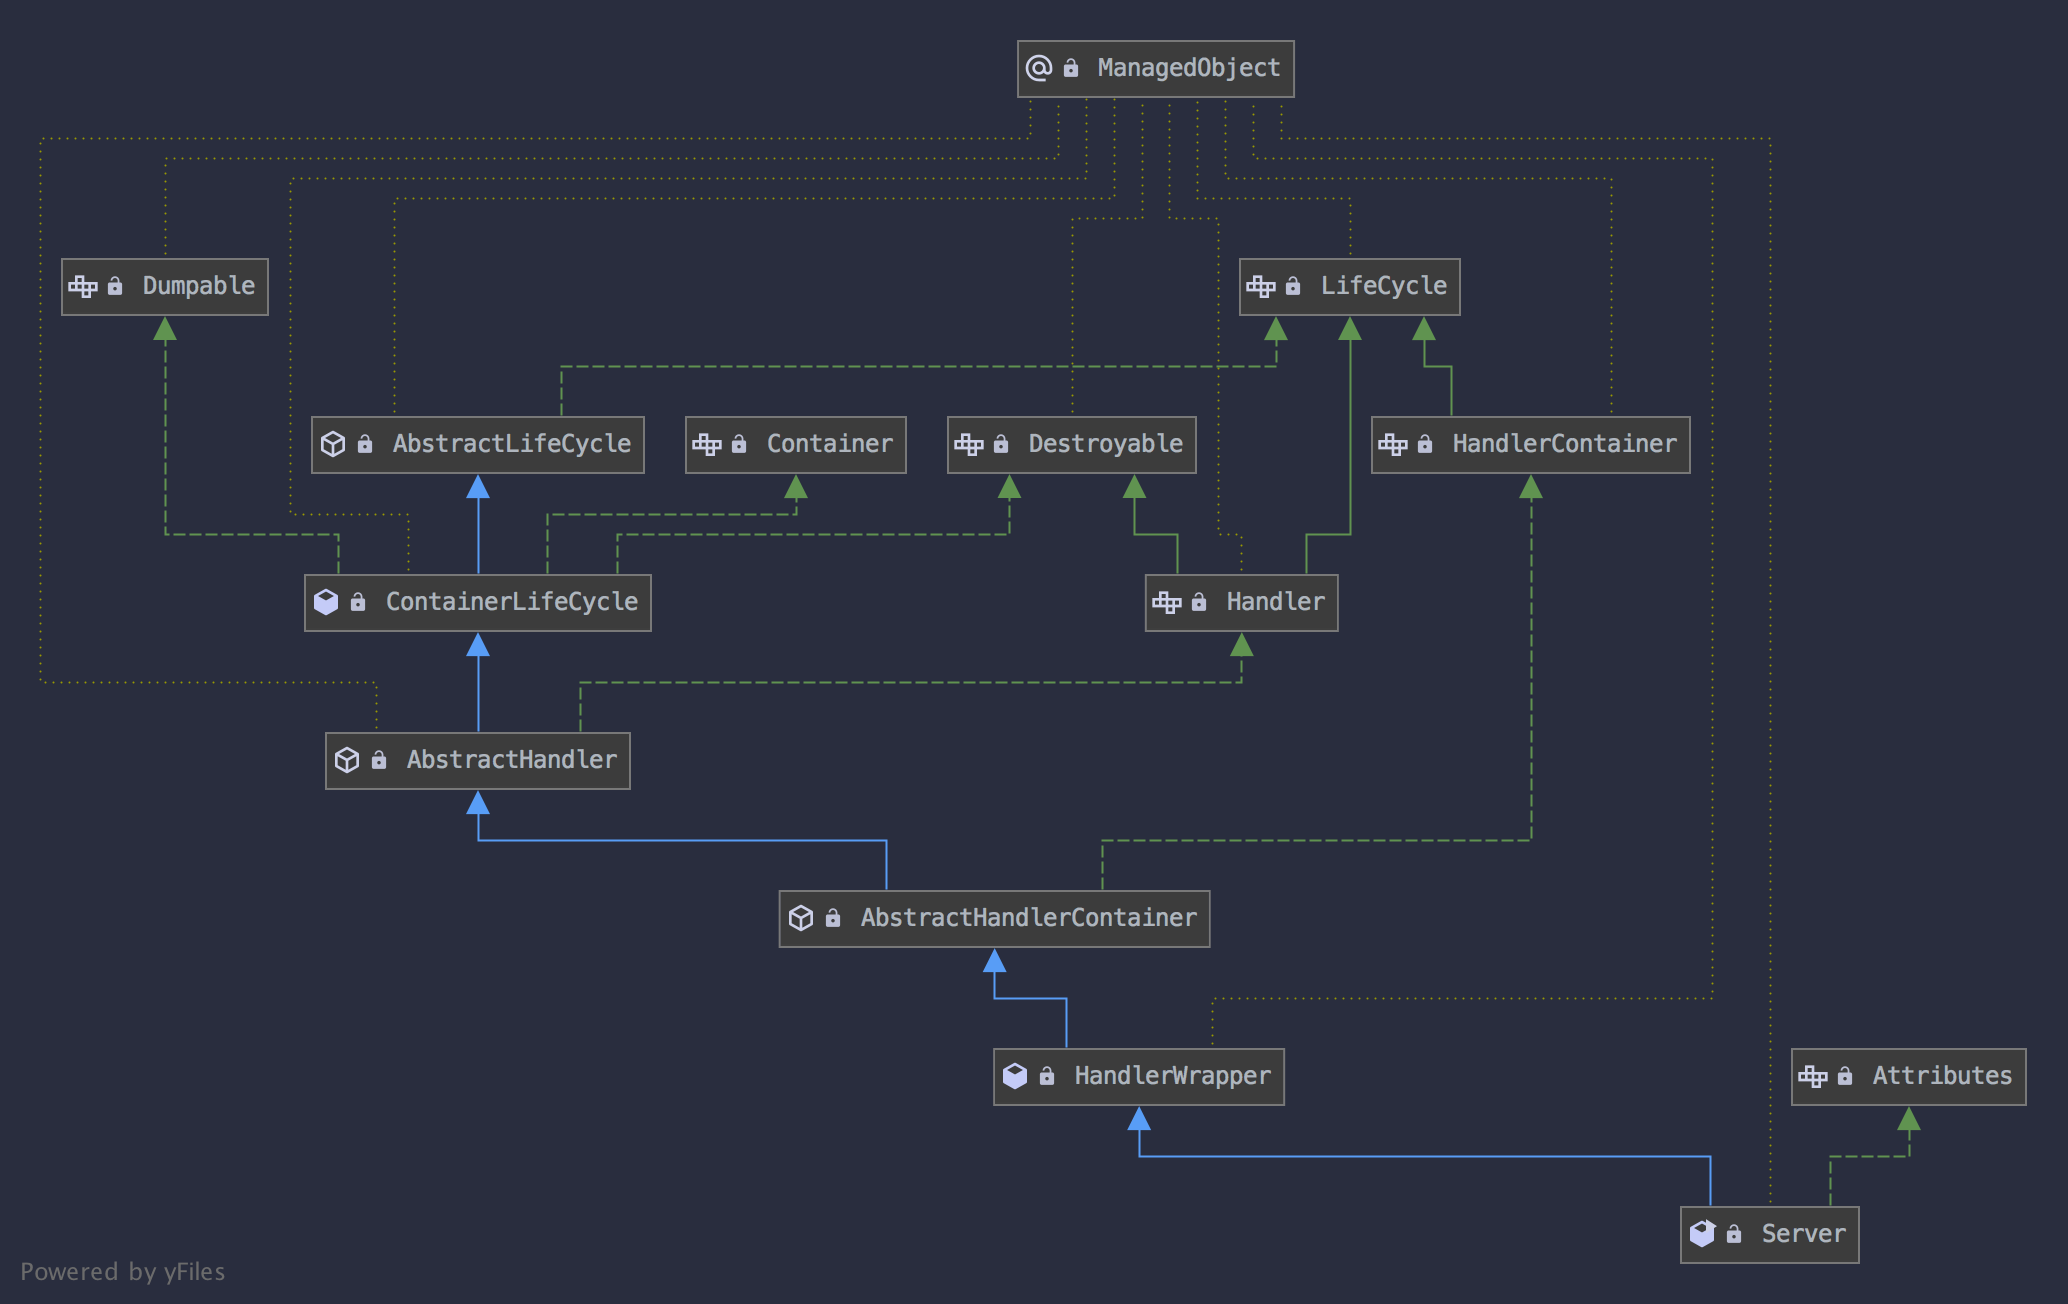 ManagedObject
Dumpable
LifeCycle
AbstractLifeCycle
Container
Destroyable
HandlerContainer
ContainerLifeCycle
Handler
AbstractHandler
AbstractHandlerContainer
HandlerWrapper
Attributes
Server
Powered by yFiles